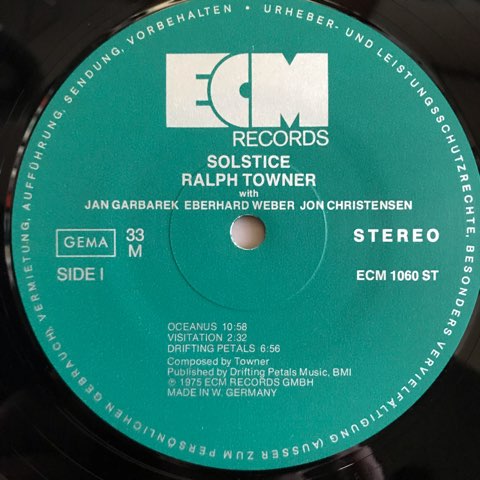 URHEBER- UND LEISTUNGSSCHUTZRECHTE, BESONDERS VERVIELFÄLTIGUNG (AUSSER ZUM PERSÖNLICHEN GEBRAUCH), VERMIETUNG, AUFFÜHRUNG, SENDUNG, VORBEHALTEN •
ECM
RECORDS
SOLSTICE
RALPH TOWNER
with
JAN GARBAREK EBERHARD WEBER JON CHRISTENSEN
GEMA
33
M
STEREO
SIDE I
ECM 1060 ST
OCEANUS 10:58
VISITATION 2:32
DRIFTING PETALS 6:56
Composed by Towner
Published by Drifting Petals Music, BMI
℗ 1975 ECM RECORDS GMBH
MADE IN W. GERMANY